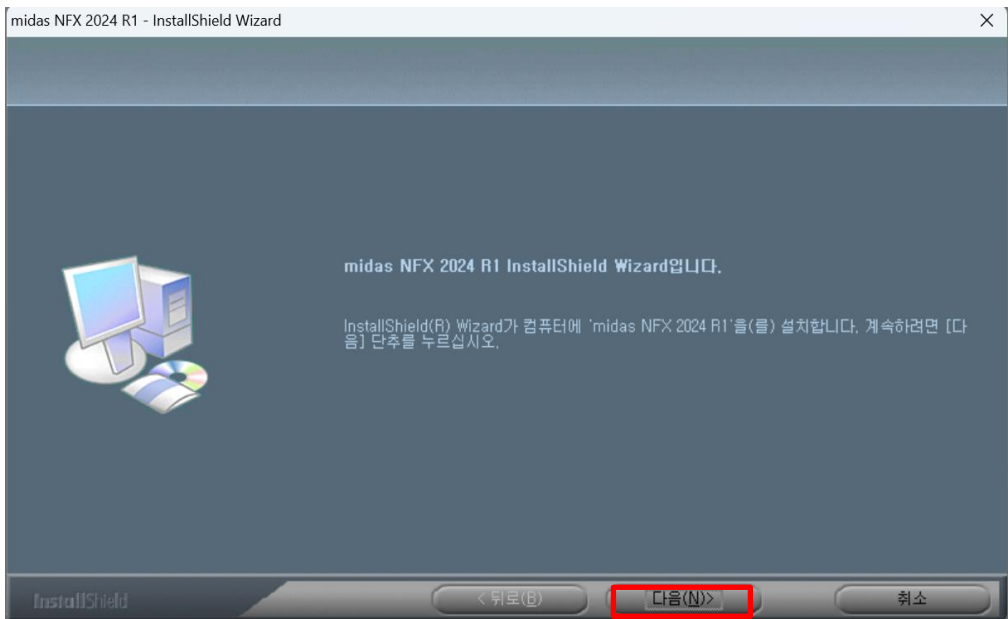 midas NFX 2024 R1 - InstallShield Wizard
midas NFX 2024 R1 InstallShield Wizard입니다.
InstallShield(R) Wizard가 컴퓨터에 'midas NFX 2024 R1'을(를) 설치합니다. 계속하려면 [다
음] 단추를 누르십시오.
InstallShield
< 뒤로(B)
다음(N)>
취소